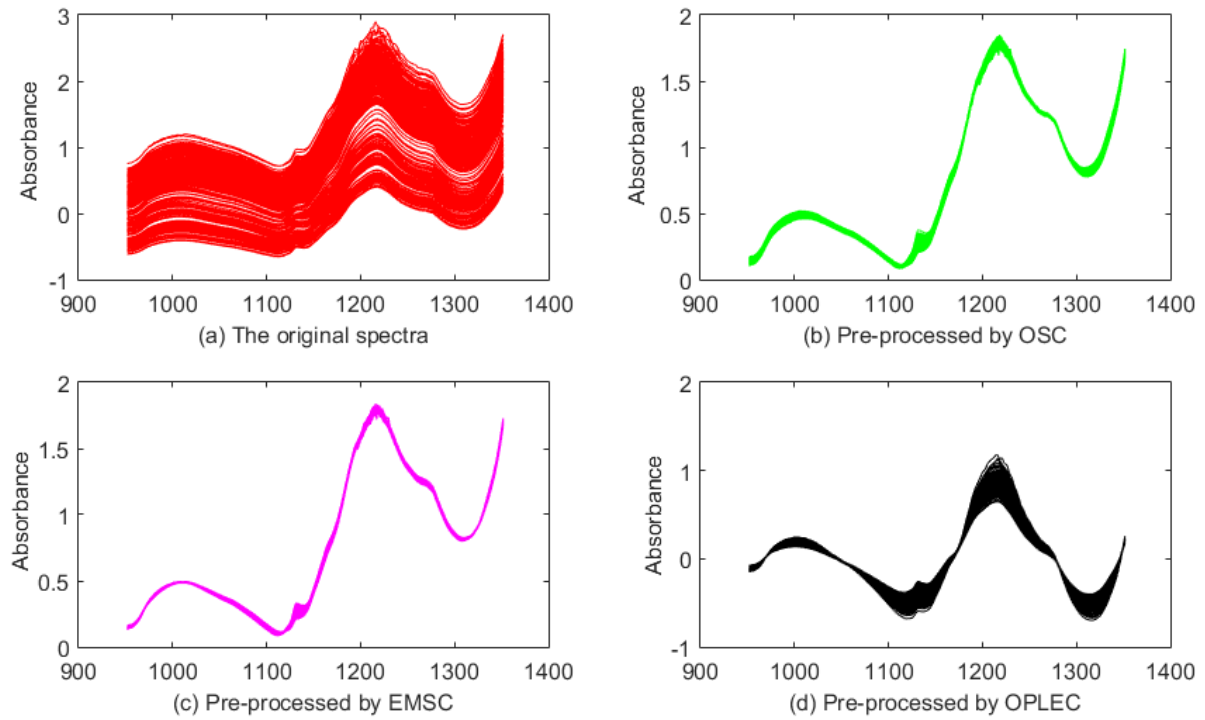 3
2
1
0
-1
Absorbance
900 1000 1100 1200 1300 1400
(a) The original spectra
2
1.5
1
0.5
0
Absorbance
900 1000 1100 1200 1300 1400
(b) Pre-processed by OSC
2
1.5
1
0.5
0
Absorbance
900 1000 1100 1200 1300 1400
(c) Pre-processed by EMSC
2
1
0
-1
Absorbance
900 1000 1100 1200 1300 1400
(d) Pre-processed by OPLEC